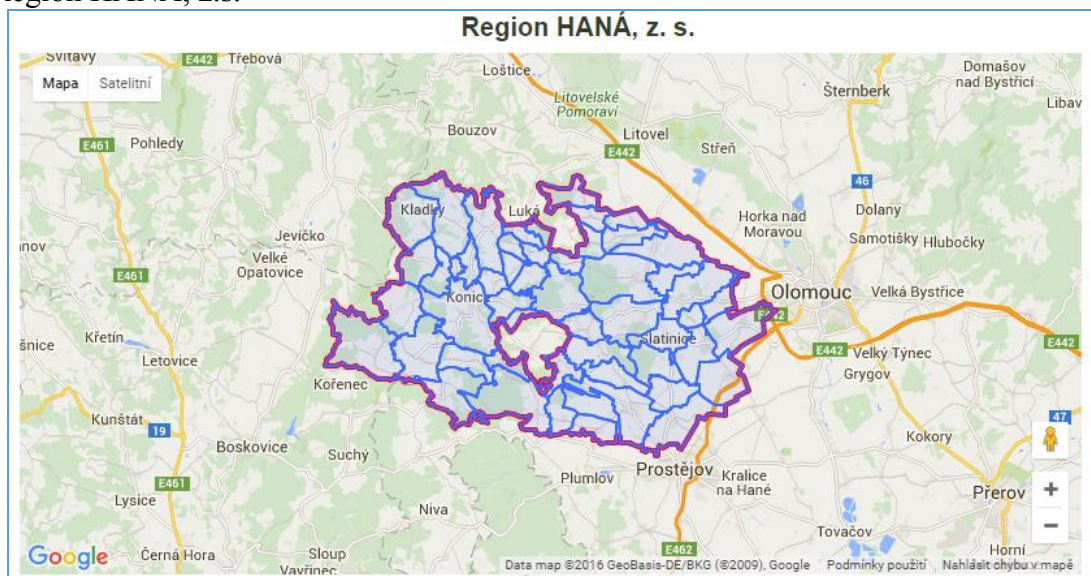 Region HANÁ, z. s.
Svitavy
E442
Třebová
Loštice
Domašov
nad Bystřicí
Mapa
Satelitní
Litovelské
Pomoraví
Šternberk
Libav
Bouzov
Litovel
E461
Pohledy
E442
Střeň
46
Kladky
Luká
Horka nad
Moravou
Dolany
Jevíčko
Samotišky
Hlubočky
Velké
Opatovice
E461
Konice
Olomouc
Velká Bystřice
E442
Křetín
Slatinice
šnice
Letovice
E442
Velký Týnec
E442
Kořenec
Grygov
Kunštát
19
47
Boskovice
Suchý
Kokory
Prostějov
Kralice
na Hané
Plumlov
E461
Přerov
Lysice
Niva
Tovačov
Google
Černá Hora
Sloup
Vavřinec
E462
Horní
Data map ©2016 GeoBasis-DE/BKG (©2009), Google
Podmínky použití
Nahlásit chybu v mapě